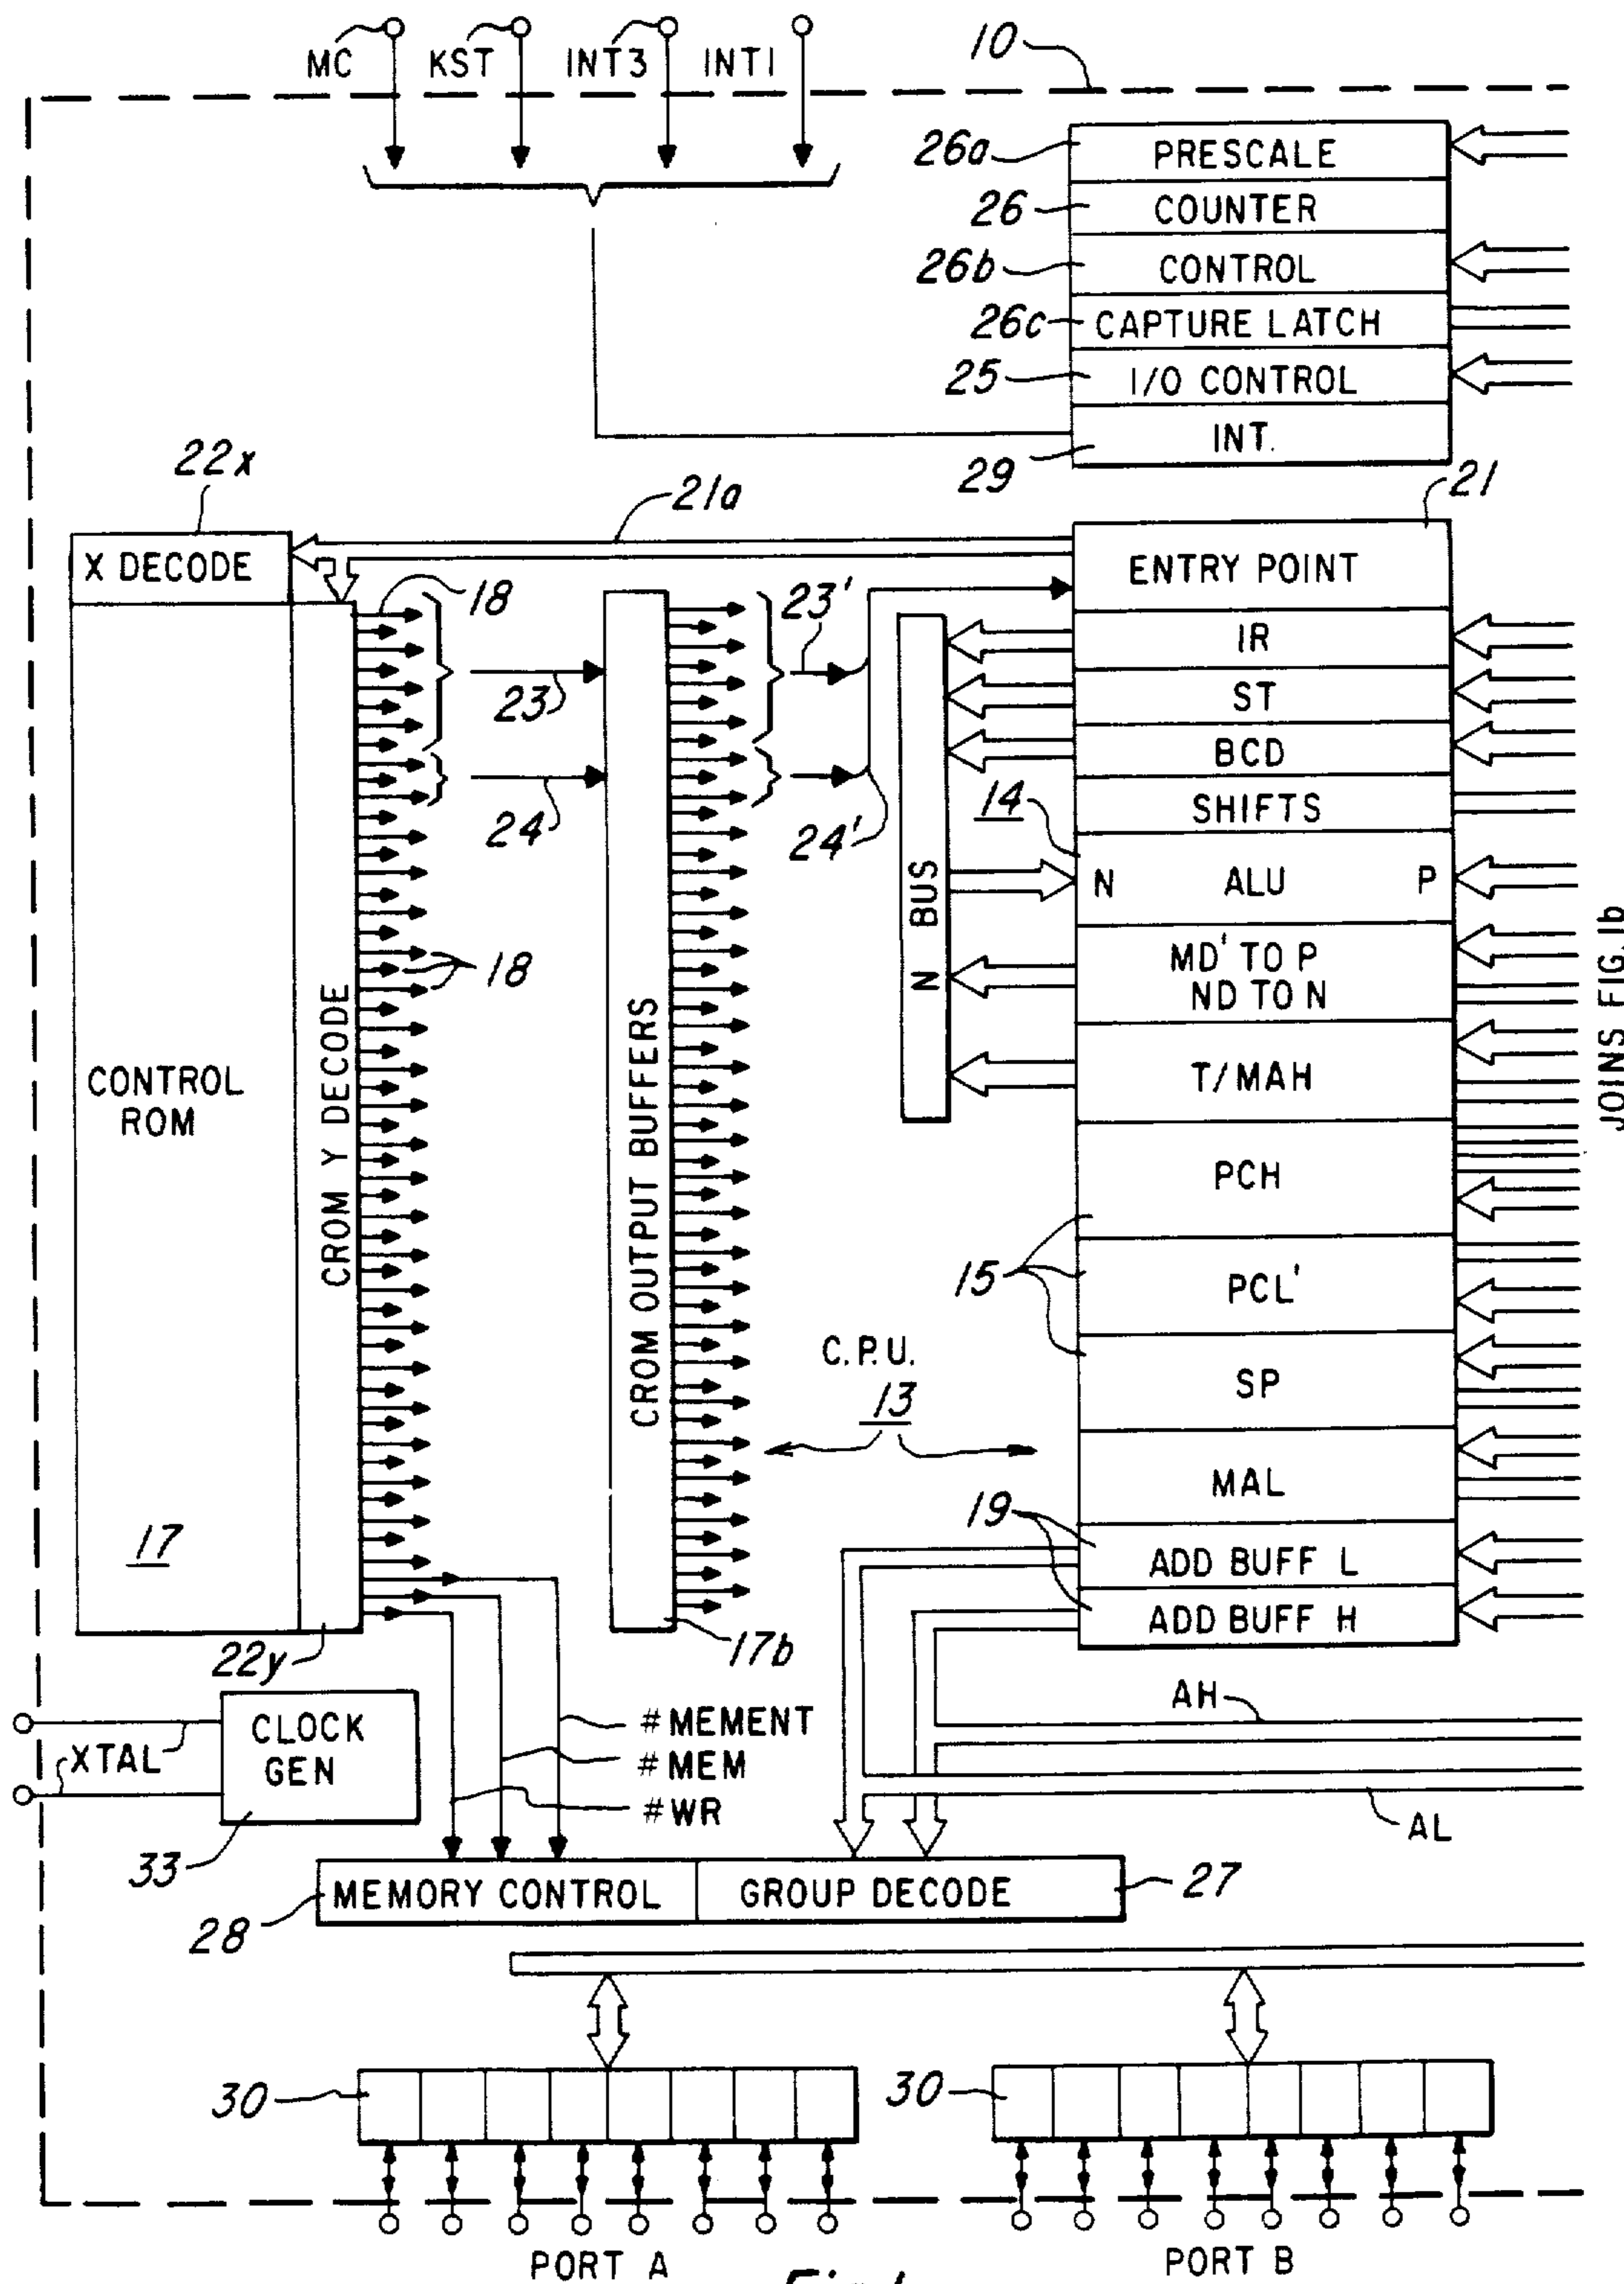 MC KST INT3 INT1 10
26a PRESCALE
26 COUNTER
26b CONTROL
26c CAPTURE LATCH
25 I/O CONTROL
29 INT.
22x 21a 21
X DECODE ENTRY POINT
18 23' IR
23 ST
BCD
24 24' 14 SHIFTS
N ALU P
N BUS
18
MD' TO P
ND TO N
T/MAH
JOINS FIG. 1b
CONTROL
ROM
CROM Y DECODE
CROM OUTPUT BUFFERS
PCH
15 PCL'
C.P.U.
13
SP
MAL
17
19 ADD BUFF L
ADD BUFF H
22y 17b
AH
CLOCK
GEN
XTAL
#MEMENT
#MEM
#WR
AL
33
28 MEMORY CONTROL GROUP DECODE 27
30 30
PORT A PORT B